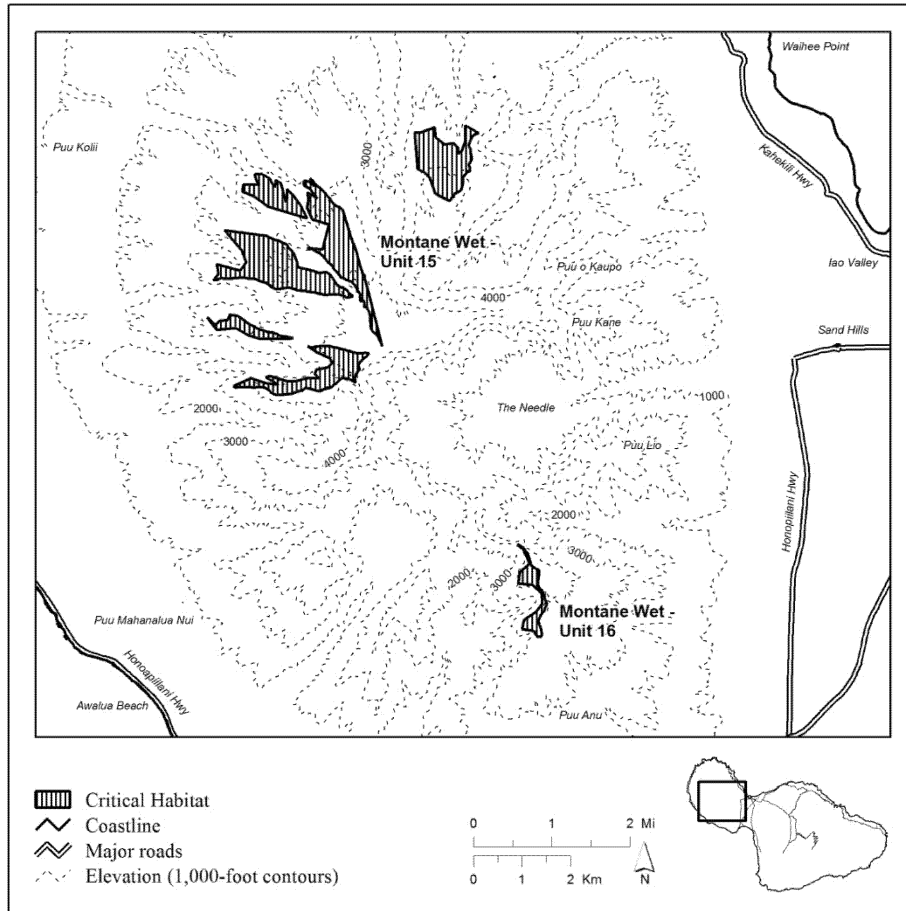 Waihee Point
Puu Kolii
3000
Kahekili Hwy
Montane Wet -
Unit 15
Puu o Kaupo
Iao Valley
4000
Puu Kane
Sand Hills
1000
The Needle
2000
3000
Puu Lio
4000
2000
3000
2000
3000
Honopiilani Hwy
Montane Wet -
Unit 16
Puu Mahanalua Nui
Honoapiilani Hwy
Awalua Beach
Puu Anu
Critical Habitat
Coastline
Major roads
Elevation (1,000-foot contours)
0 1 2 Mi
0 1 2 Km
N